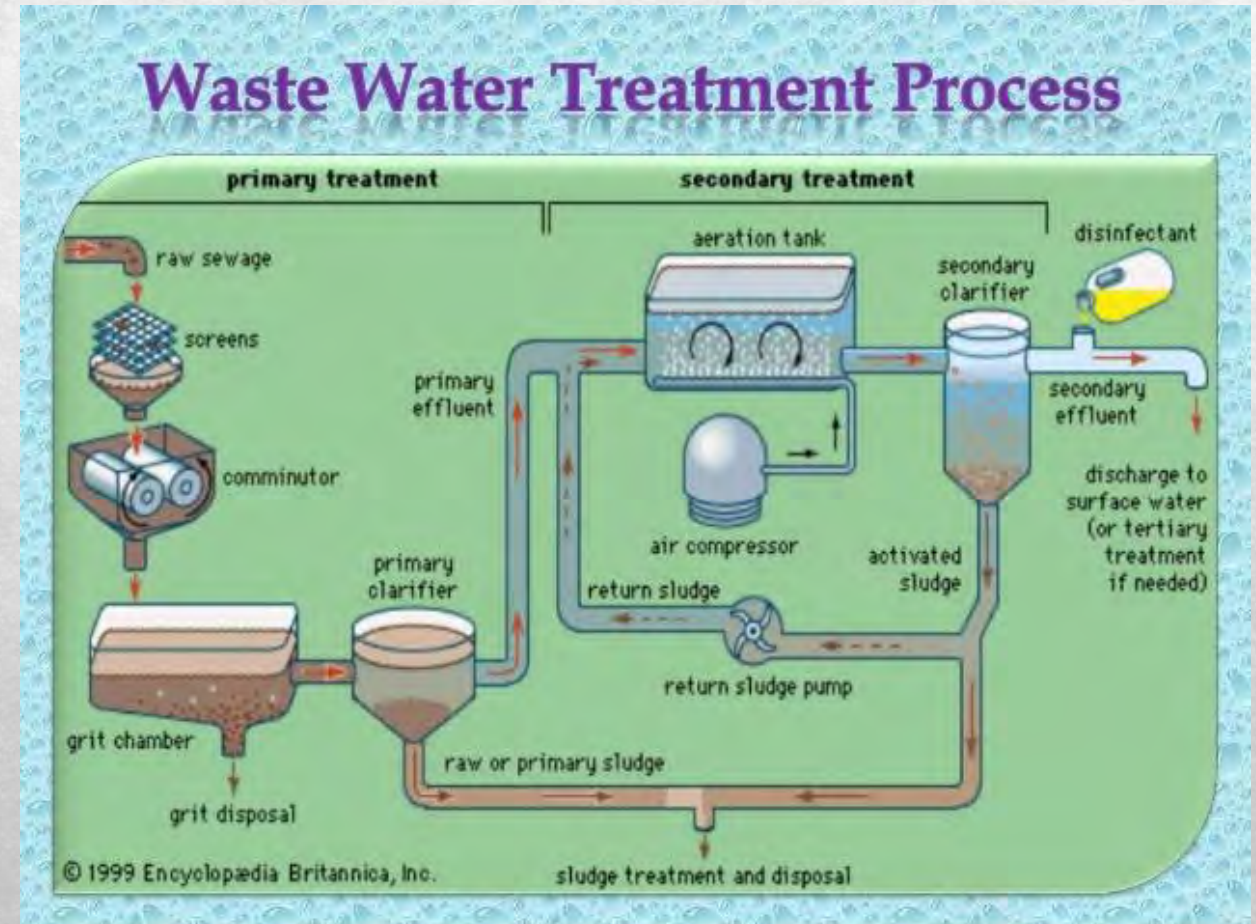 Waste Water Treatment Process
primary treatment
secondary treatment
raw sewage
screens
comminutor
grit chamber
grit disposal
primary
clarifier
raw or primary sludge
primary
effluent
aeration tank
air compressor
return sludge
return sludge pump
secondary
clarifier
activated
sludge
disinfectant
secondary
effluent
discharge to
surface water
(or tertiary
treatment
if needed)
sludge treatment and disposal
© 1999 Encyclopædia Britannica, Inc.